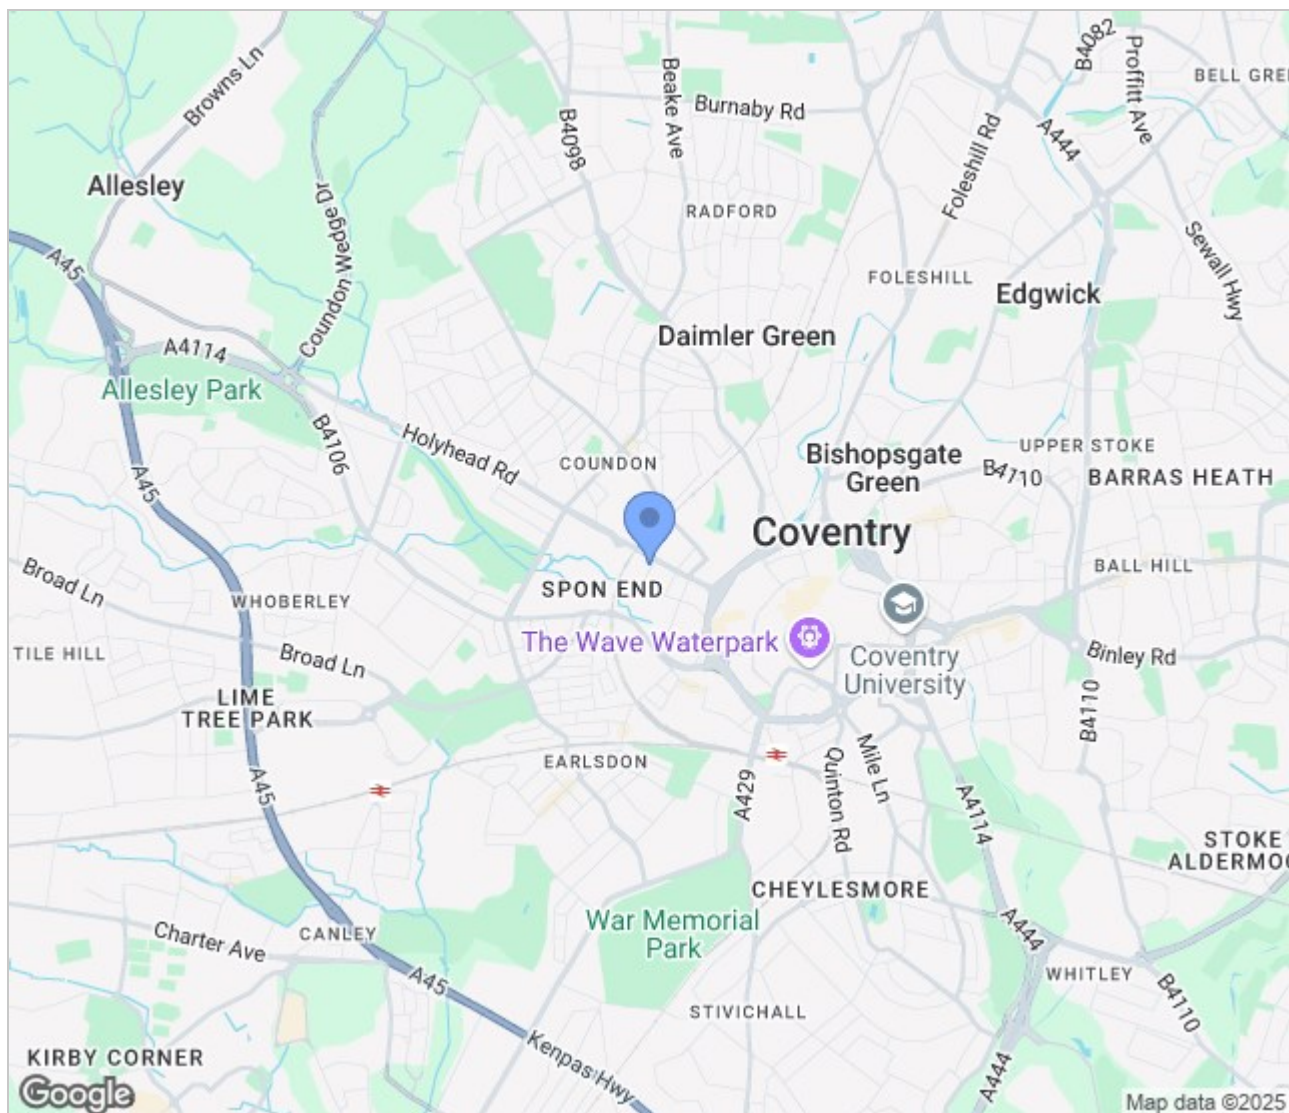 B4082
Proffitt Ave
BELL GRE
Browns Ln
Beake Ave
Burnaby Rd
B4098
Foleshill Rd
A444
Allesley
Coundon Wedge Dr
RADFORD
Sewall Hwy
A45
FOLESHILL
Edgwick
Daimler Green
A4114
Allesley Park
B4106
Holyhead Rd
COUNDON
Bishopsgate
Green
UPPER STOKE
B4110
BARRAS HEATH
A45
Coventry
Broad Ln
SPON END
BALL HILL
WHOBERLEY
The Wave Waterpark
Coventry
University
Binley Rd
TILE HILL
Broad Ln
LIME
TREE PARK
B4110
A45
EARLSDON
A429
Quinton Rd
Mile Ln
A4114
STOKE
ALDERMOO
CHEYLESMORE
War Memorial
Park
A444
Charter Ave
CANLEY
A45
WHITLEY
B4110
STIVICHALL
KIRBY CORNER
Kenpas Hwy
A444
Google
Map data ©2025